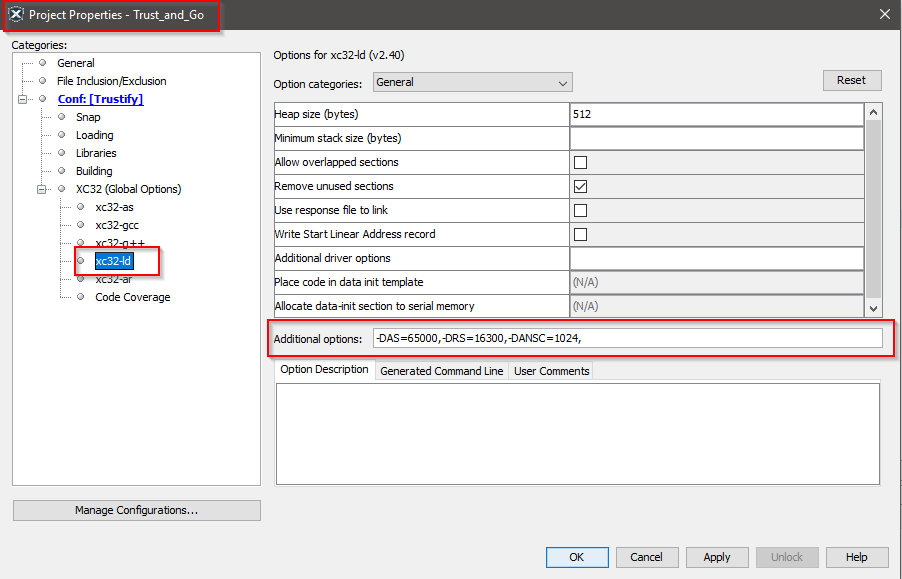 Project Properties - Trust_and_Go
Categories:
General
File Inclusion/Exclusion
Conf: [Trustify]
Snap
Loading
Libraries
Building
XC32 (Global Options)
xc32-as
xc32-gcc
xc32-g++
xc32-ld
xc32-ar
Code Coverage
Manage Configurations...
Options for xc32-ld (v2.40)
Option categories: General Reset
Heap size (bytes) 512
Minimum stack size (bytes)
Allow overlapped sections
Remove unused sections
Use response file to link
Write Start Linear Address record
Additional driver options
Place code in data init template (N/A)
Allocate data-init section to serial memory (N/A)
Additional options: -DAS=65000,-DRS=16300,-DANSC=1024,
Option Description Generated Command Line User Comments
OK Cancel Apply Unlock Help